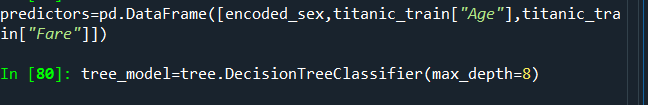 predictors=pd.DataFrame([encoded_sex,titanic_train["Age"],titanic_tra
in["Fare"]])
In [80]: tree_model=tree.DecisionTreeClassifier(max_depth=8)